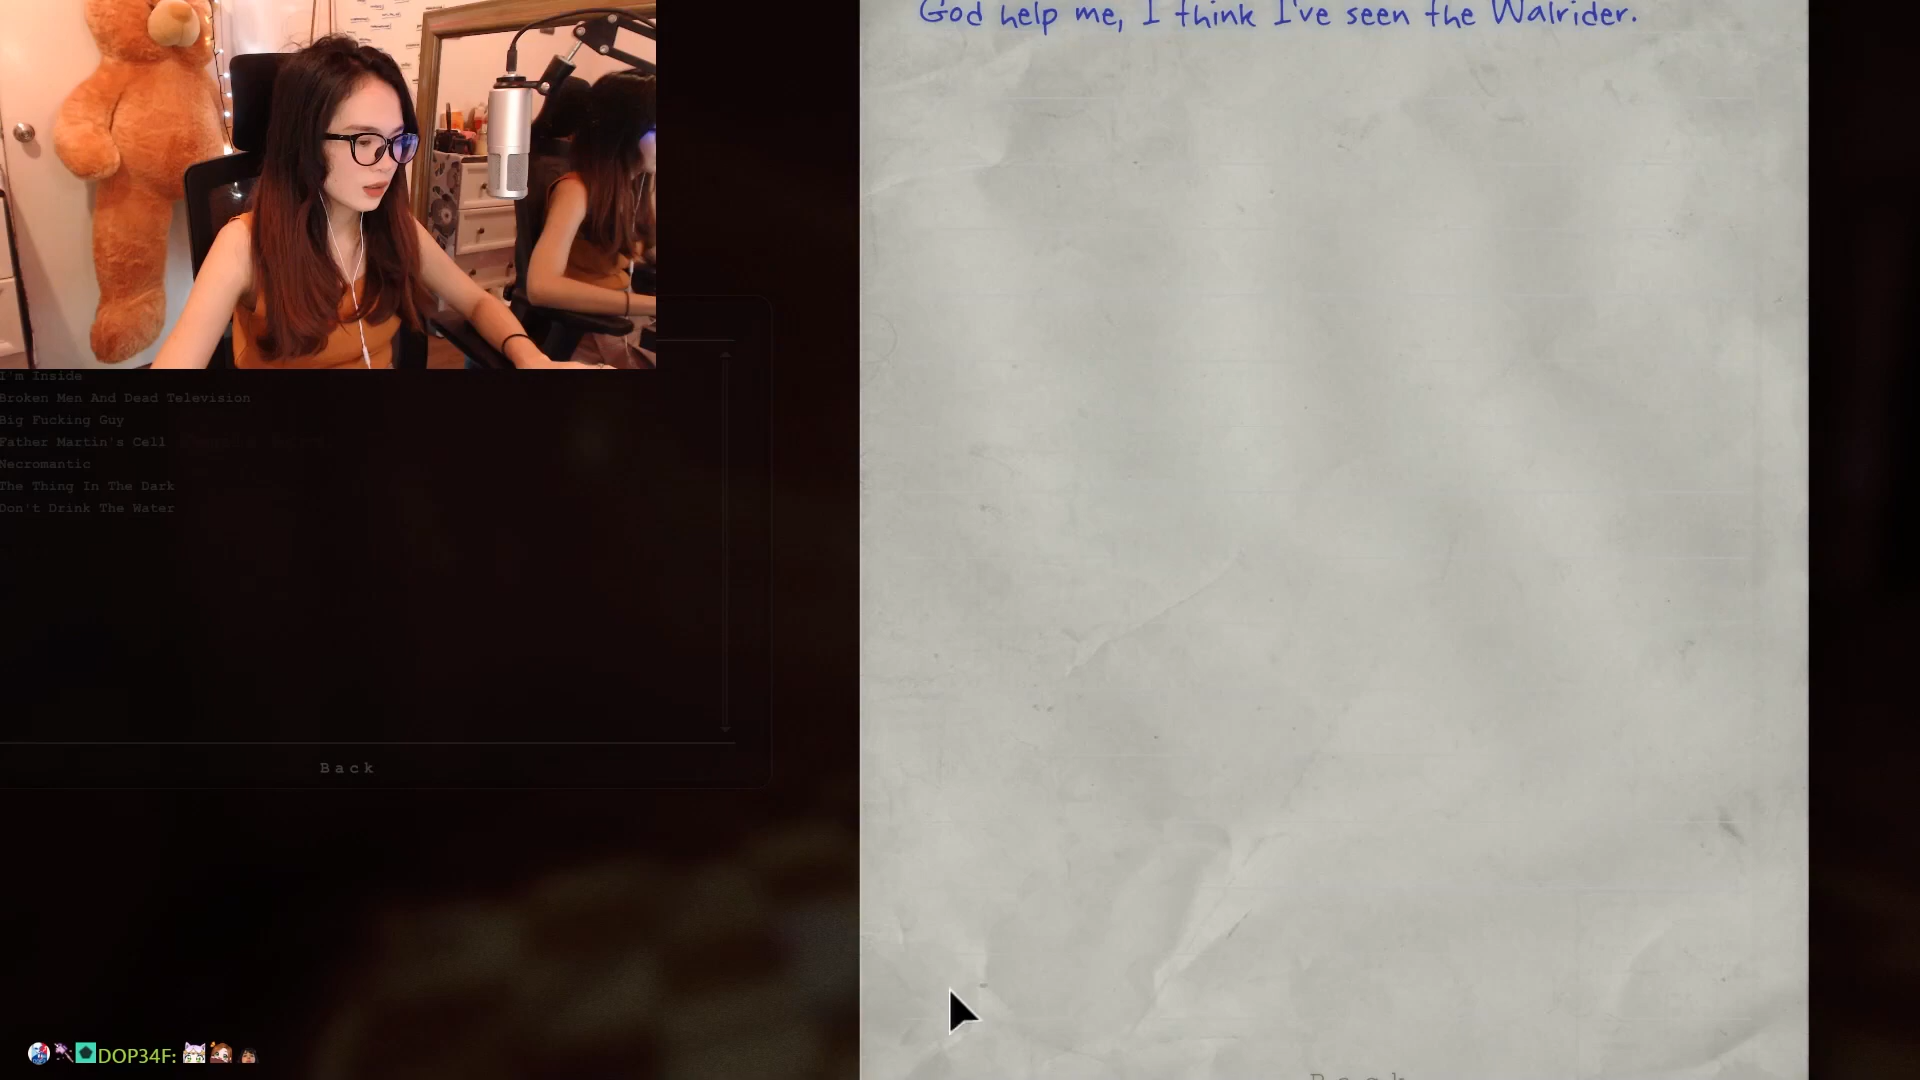 God help me, I think I've seen the Walrider.
I'm Inside
Broken Men And Dead Television
Big Fucking Guy
Father Martin's Cell
Necromantic
The Thing In The Dark
Don't Drink The Water
Back
DOP34F:
Back